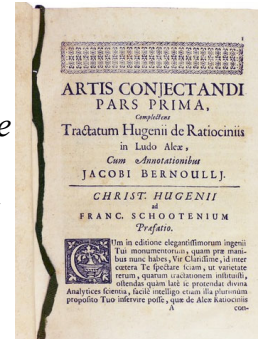 e
1
ARTIS CONJECTANDI
PARS PRIMA,
Complectens
Tractatum Hugenii de Ratiociniis
in Ludo Aleæ,
Cum Annotationibus
JACOBI BERNOULLJ.
CHRIST. HUGENII
ad
FRANC. SCHOOTENIUM
Præfatio.
CUm in editione elegantissimorum ingenii
Tui monumentorum, quam præ mani-
bus nunc habes, Vir Clarissime, id inter
cœtera Te spectare sciam, ut varietate
rerum, quarum tractationem instituisti,
ostendas quàm latè se protendat divina
Analytices scientia, facilè intelligo etiam illa plurimùm
proposito Tuo inservire posse, quæ de Aleæ Ratiociniis
A con-